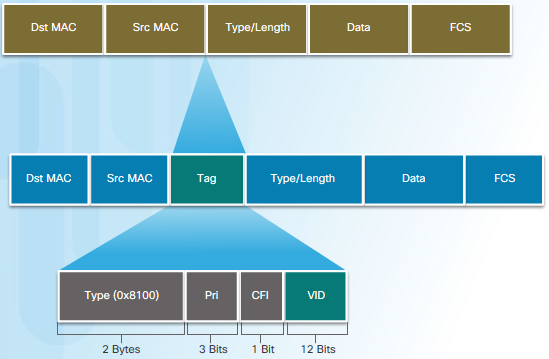 Dst MAC Src MAC Type/Length Data FCS
Dst MAC Src MAC Tag Type/Length Data FCS
Type (0x8100) Pri CFI VID
2 Bytes 3 Bits 1 Bit 12 Bits